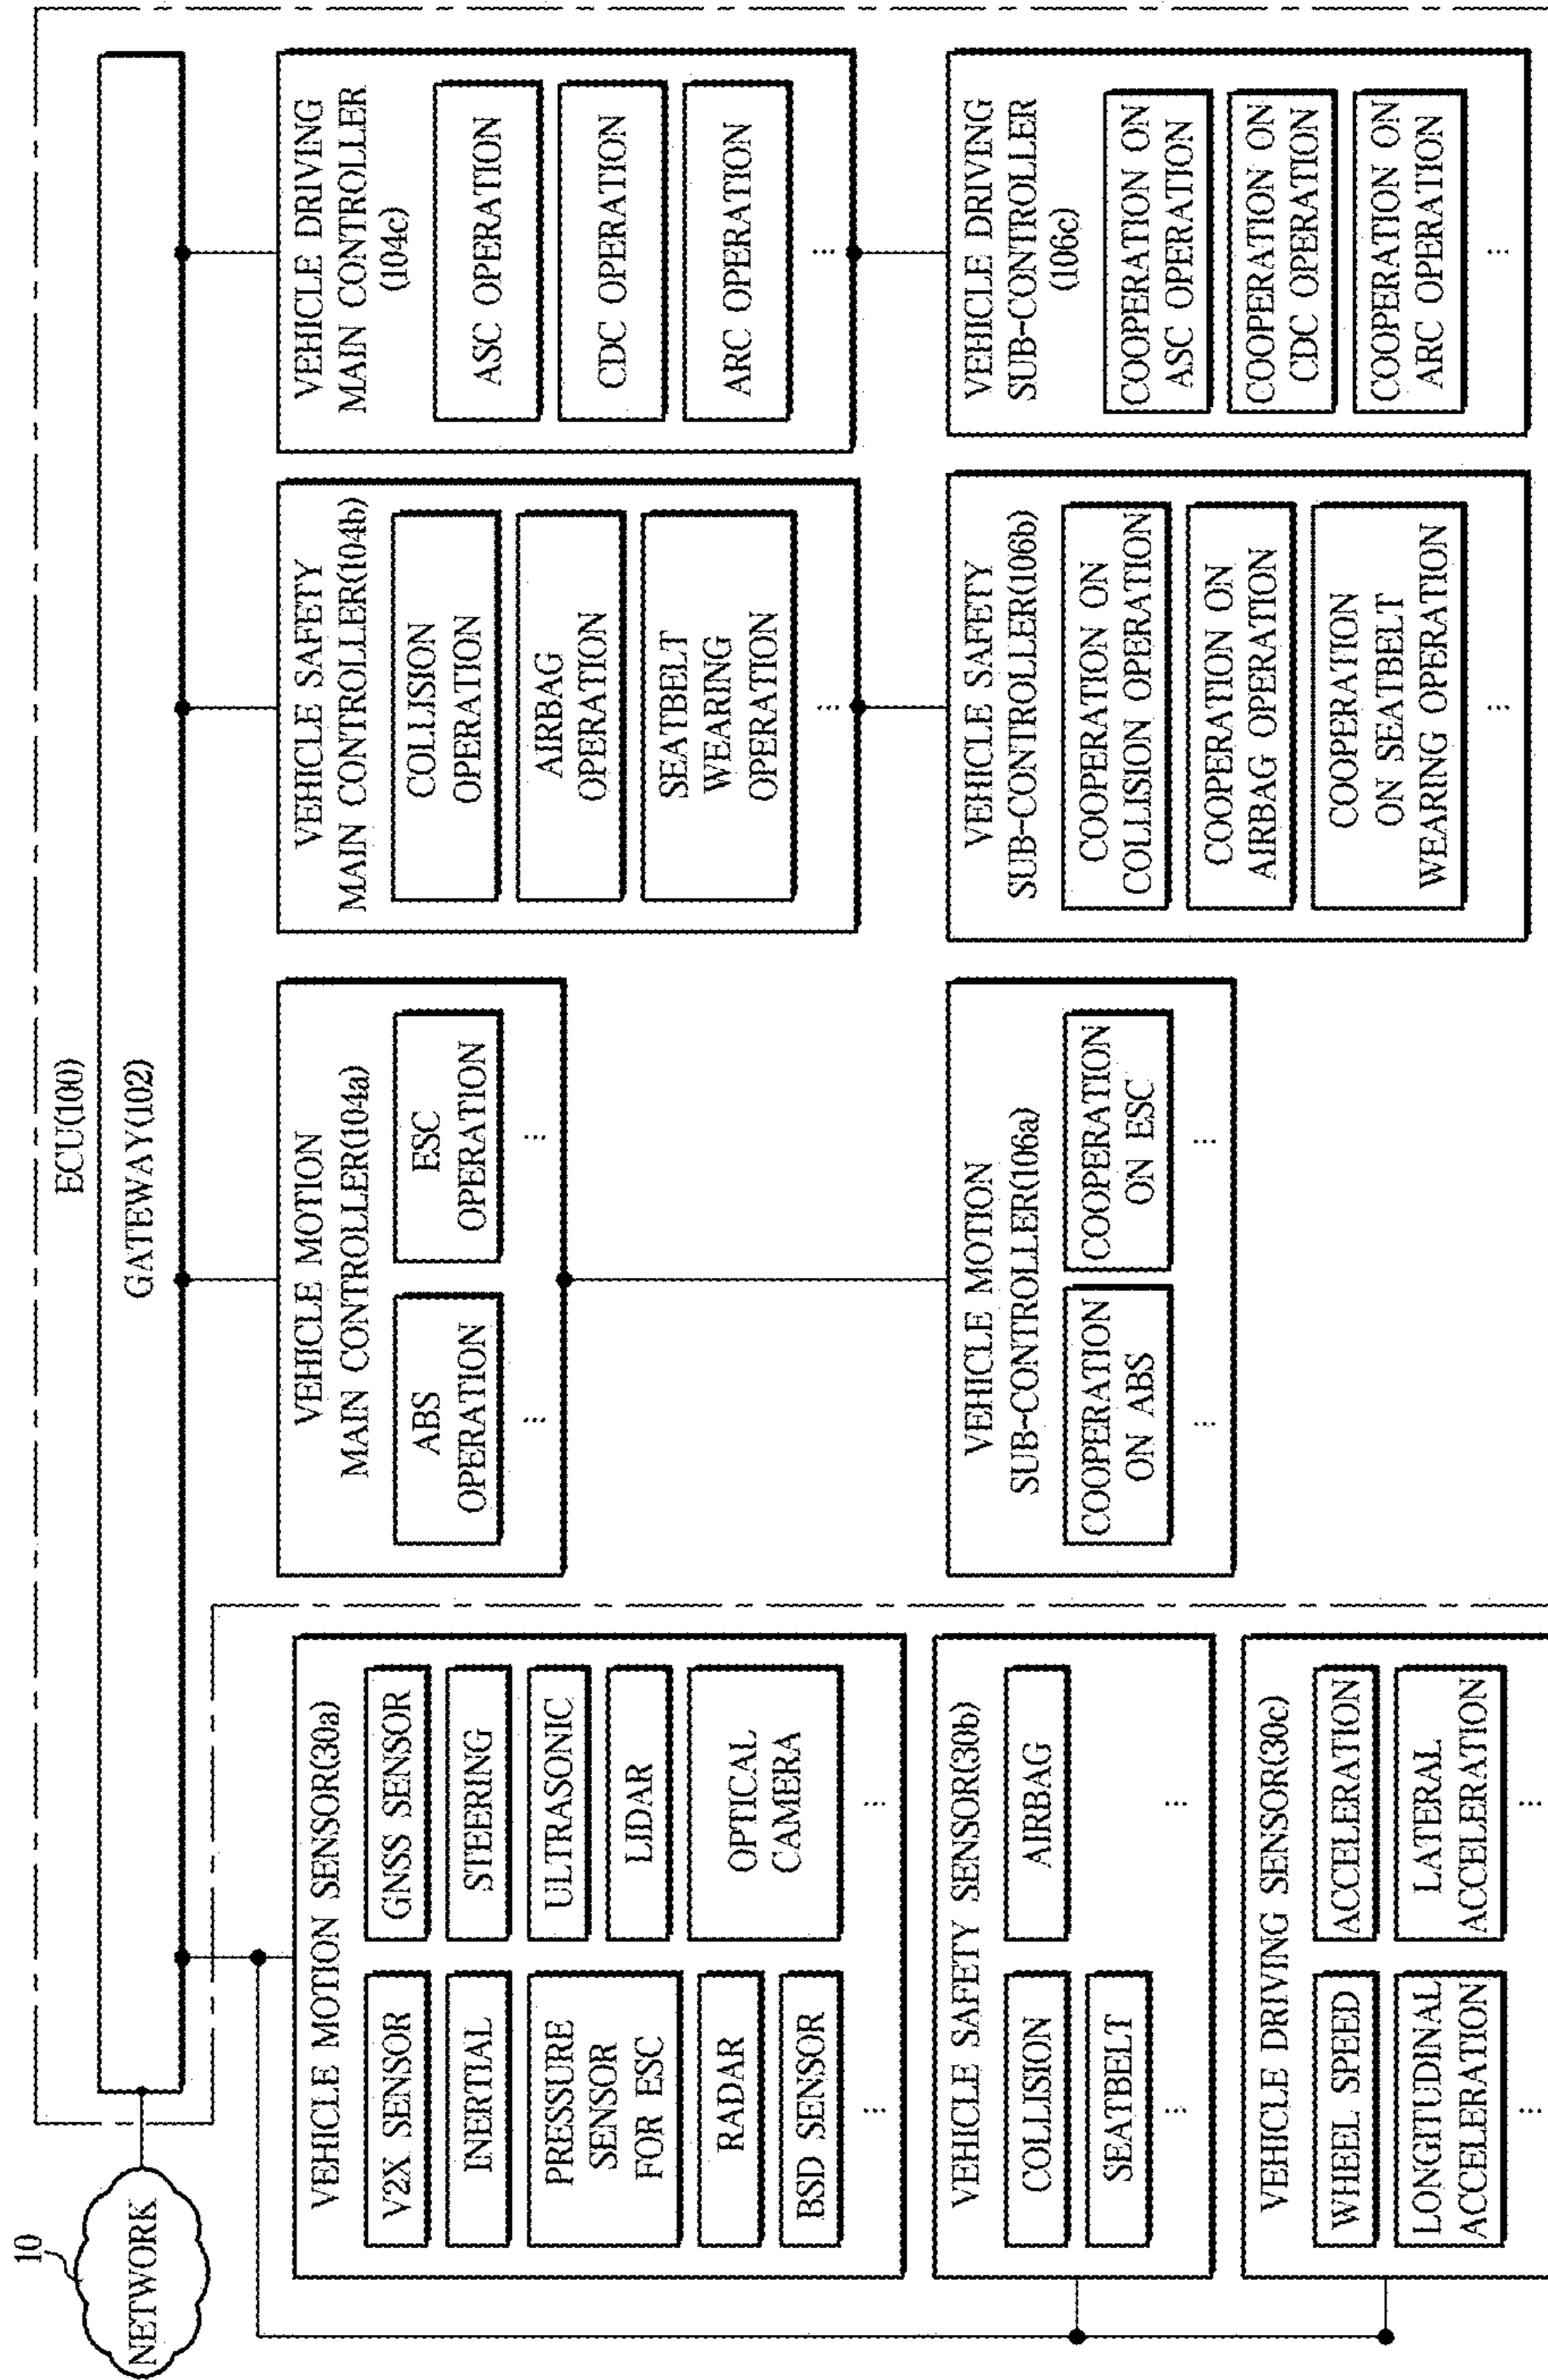 10
NETWORK
ECU(100)
GATEWAY(102)
VEHICLE MOTION SENSOR(30a)
V2X SENSOR
GNSS SENSOR
INERTIAL
STEERING
PRESSURE
SENSOR
FOR ESC
ULTRASONIC
LIDAR
RADAR
OPTICAL
CAMERA
BSD SENSOR
...
...
VEHICLE SAFETY SENSOR(30b)
COLLISION
AIRBAG
SEATBELT
...
...
VEHICLE DRIVING SENSOR(30c)
WHEEL SPEED
ACCELERATION
LONGITUDINAL
ACCELERATION
LATERAL
ACCELERATION
...
...
VEHICLE MOTION
MAIN CONTROLLER(104a)
ABS
OPERATION
ESC
OPERATION
...
...
VEHICLE MOTION
SUB-CONTROLLER(106a)
COOPERATION
ON ABS
COOPERATION
ON ESC
...
...
VEHICLE SAFETY
MAIN CONTROLLER(104b)
COLLISION
OPERATION
AIRBAG
OPERATION
SEATBELT
WEARING
OPERATION
...
VEHICLE SAFETY
SUB-CONTROLLER(106b)
COOPERATION ON
COLLISION OPERATION
COOPERATION ON
AIRBAG OPERATION
COOPERATION
ON SEATBELT
WEARING OPERATION
...
VEHICLE DRIVING
MAIN CONTROLLER
(104c)
ASC OPERATION
CDC OPERATION
ARC OPERATION
...
VEHICLE DRIVING
SUB-CONTROLLER
(106c)
COOPERATION ON
ASC OPERATION
COOPERATION ON
CDC OPERATION
COOPERATION ON
ARC OPERATION
...